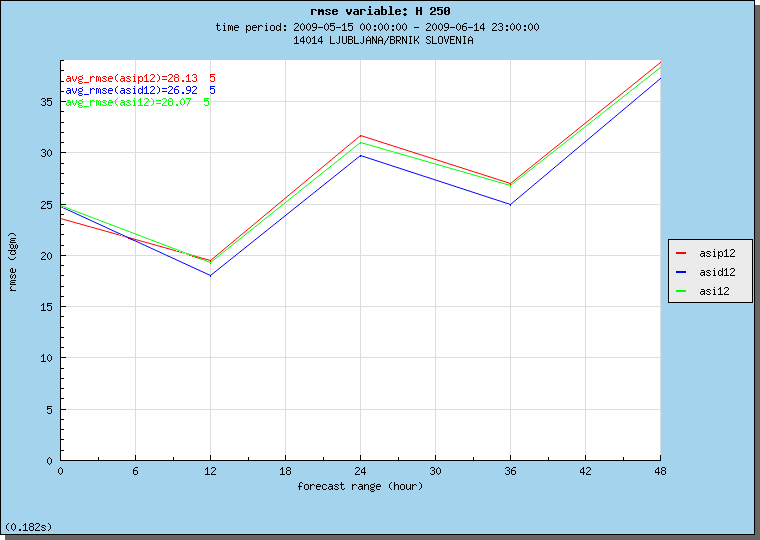 rmse variable: H 250
time period: 2009-05-15 00:00:00 - 2009-06-14 23:00:00
14014 LJUBLJANA/BRNIK SLOVENIA
avg_rmse(asip12)=28.13 5
avg_rmse(asid12)=26.92 5
avg_rmse(asi12)=28.07 5
35
30
25
20
15
10
5
0
rmse (dgm)
0 6 12 18 24 30 36 42 48
forecast range (hour)
asip12
asid12
asi12
(0.182s)